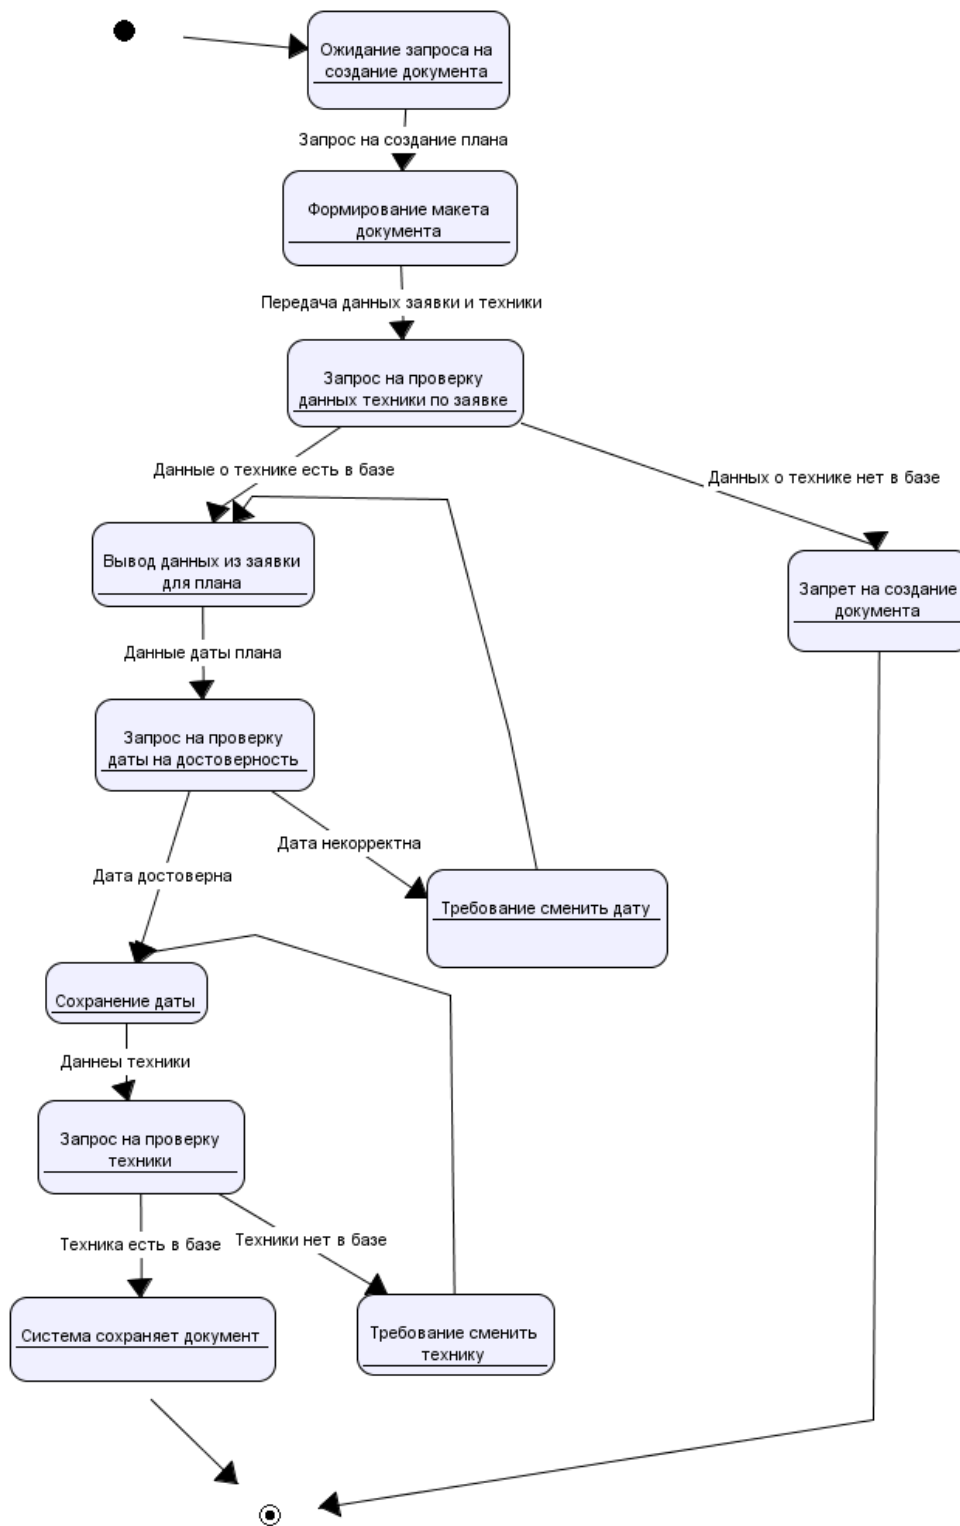 Ожидание запроса на
создание документа
Запрос на создание плана
Формирование макета
документа
Передача данных заявки и техники
Запрос на проверку
данных техники по заявке
Данные о технике есть в базе
Данных о технике нет в базе
Вывод данных из заявки
для плана
Запрет на создание
документа
Данные даты плана
Запрос на проверку
даты на достоверность
Дата некорректна
Дата достоверна
Требование сменить дату
Сохранение даты
Даннеы техники
Запрос на проверку
техники
Техника есть в базе
Техники нет в базе
Система сохраняет документ
Требование сменить
технику